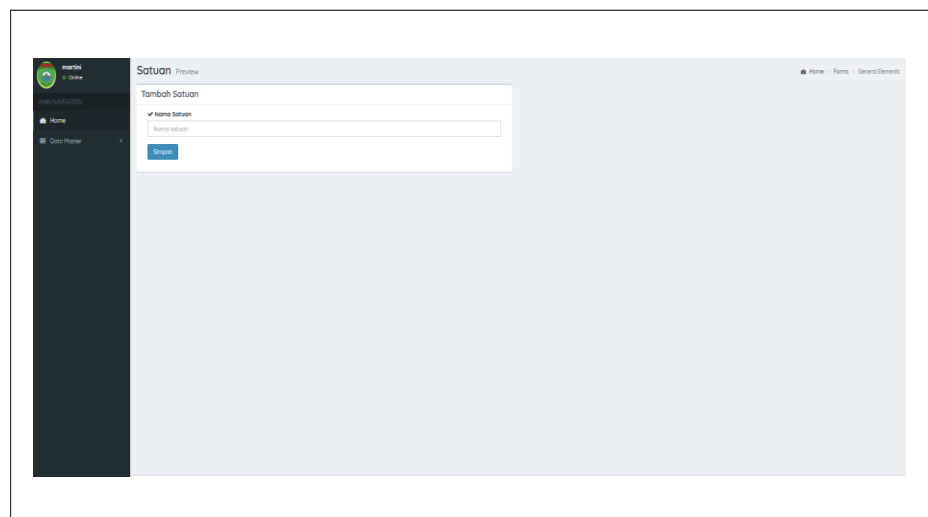 martini
Online
MAIN NAVIGATION
Home
Data Master
Satuan Preview
Home > Forms > General Elements
Tambah Satuan
Nama Satuan
Nama satuan
Simpan